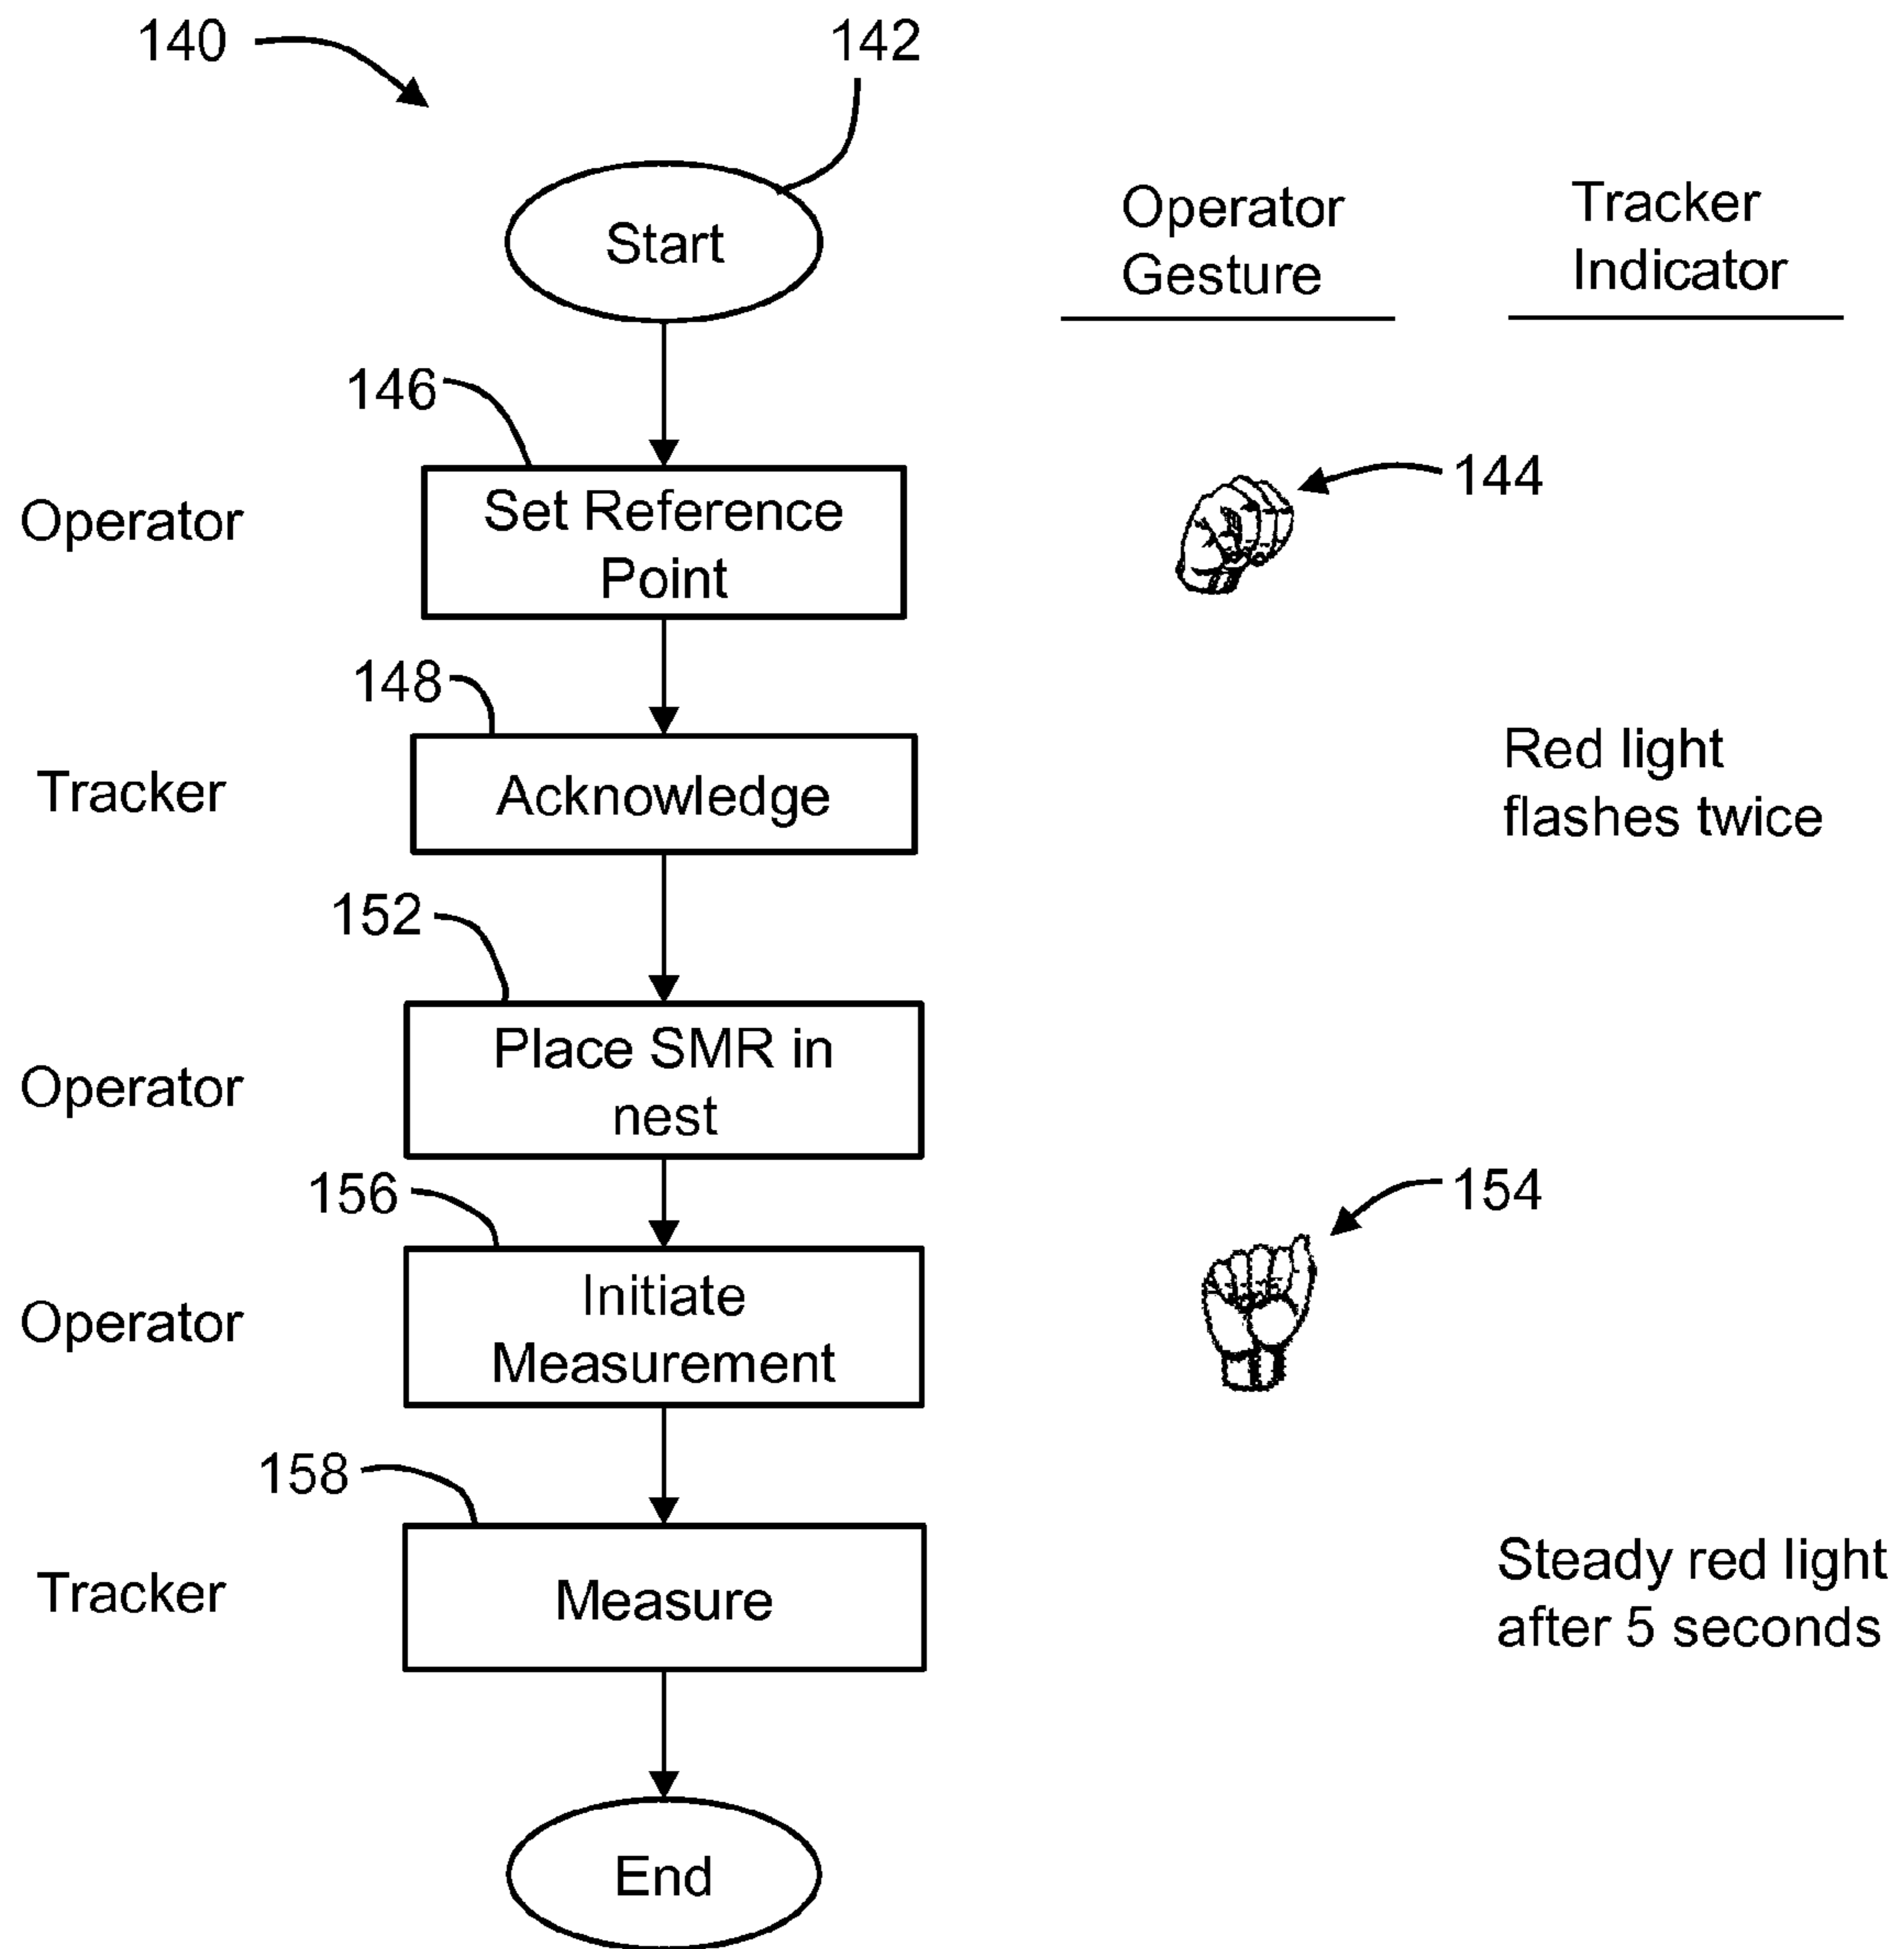 140
142
Start
Operator
Gesture
Tracker
Indicator
146
Operator
Set Reference
Point
144
148
Tracker
Acknowledge
Red light
flashes twice
152
Operator
Place SMR in
nest
156
154
Operator
Initiate
Measurement
158
Tracker
Measure
Steady red light
after 5 seconds
End